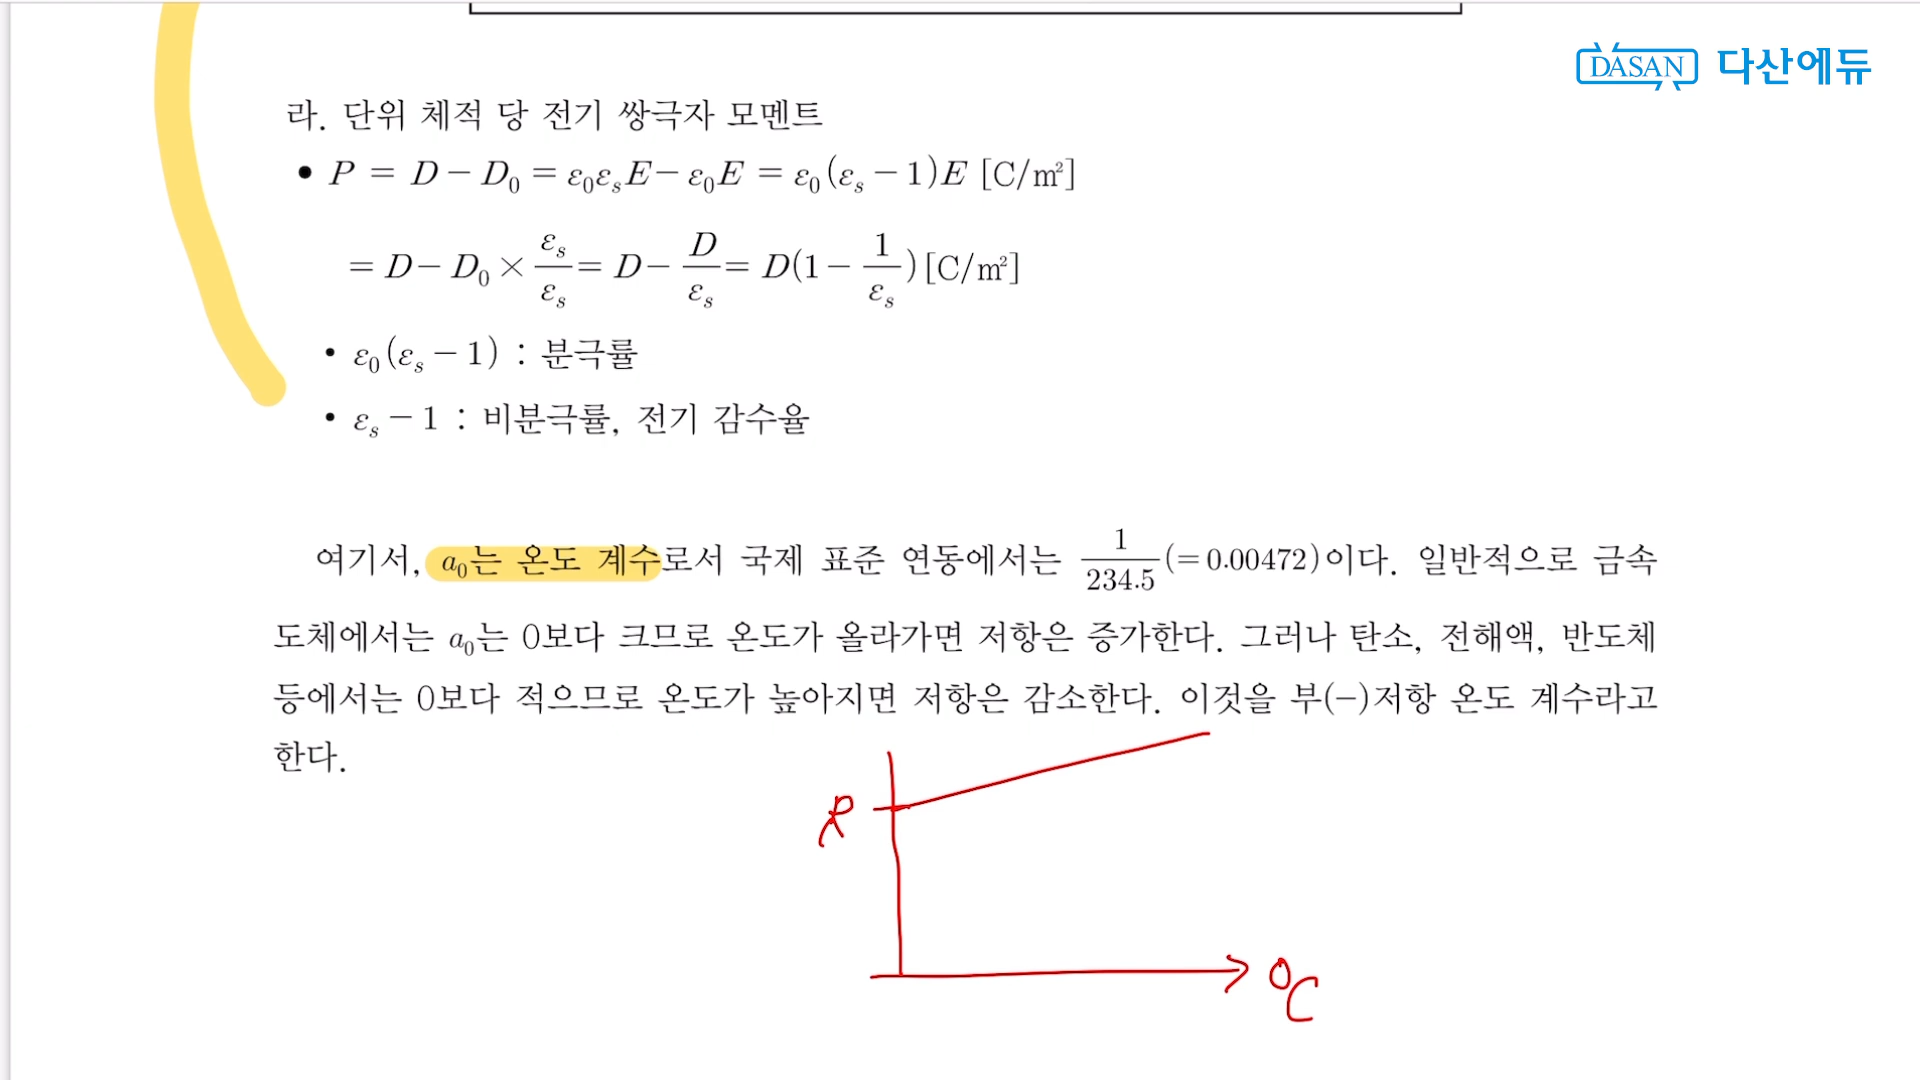 DASAN 다산에듀
라. 단위 체적 당 전기 쌍극자 모멘트
• P = D − D₀ = ε₀εₛE − ε₀E = ε₀(εₛ − 1)E [C/m²]
= D − D₀ × εₛ/εₛ = D − D/εₛ = D(1 − 1/εₛ) [C/m²]
• ε₀(εₛ − 1) : 분극률
• εₛ − 1 : 비분극률, 전기 감수율
여기서, a₀는 온도 계수로서 국제 표준 연동에서는 1/234.5 (= 0.00472)이다. 일반적으로 금속
도체에서는 a₀는 0보다 크므로 온도가 올라가면 저항은 증가한다. 그러나 탄소, 전해액, 반도체
등에서는 0보다 적으므로 온도가 높아지면 저항은 감소한다. 이것을 부(−)저항 온도 계수라고
한다.
R
°C